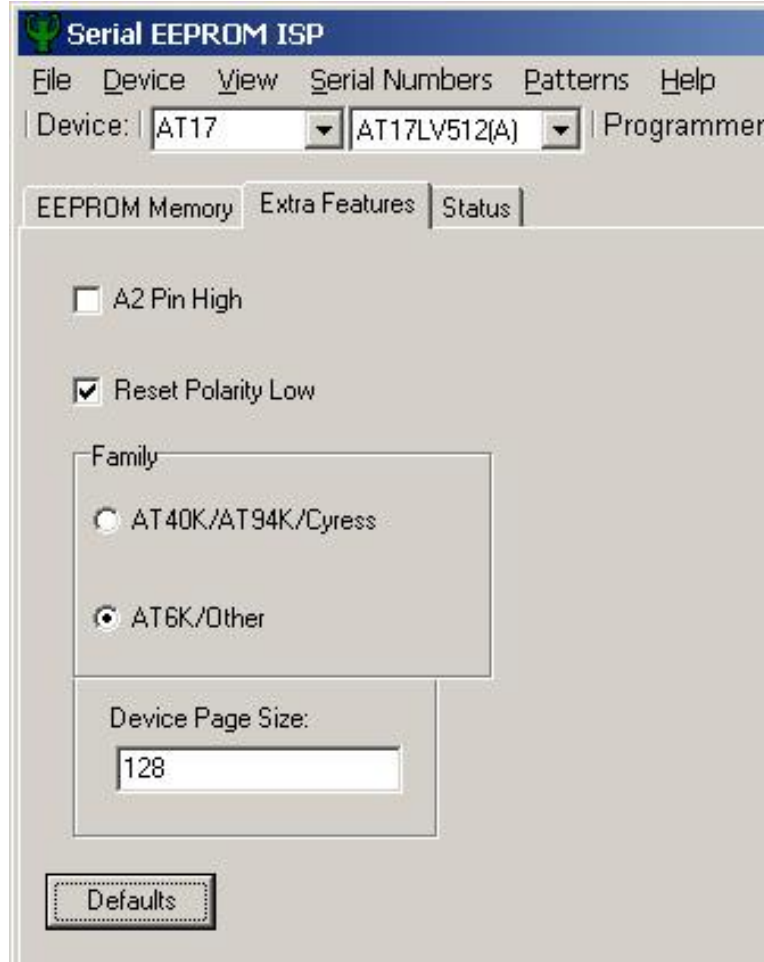 Serial EEPROM ISP
File Device View Serial Numbers Patterns Help
Device: AT17 AT17LV512(A) Programmer
EEPROM Memory Extra Features Status
A2 Pin High
Reset Polarity Low
Family
AT40K/AT94K/Cyress
AT6K/Other
Device Page Size:
128
Defaults